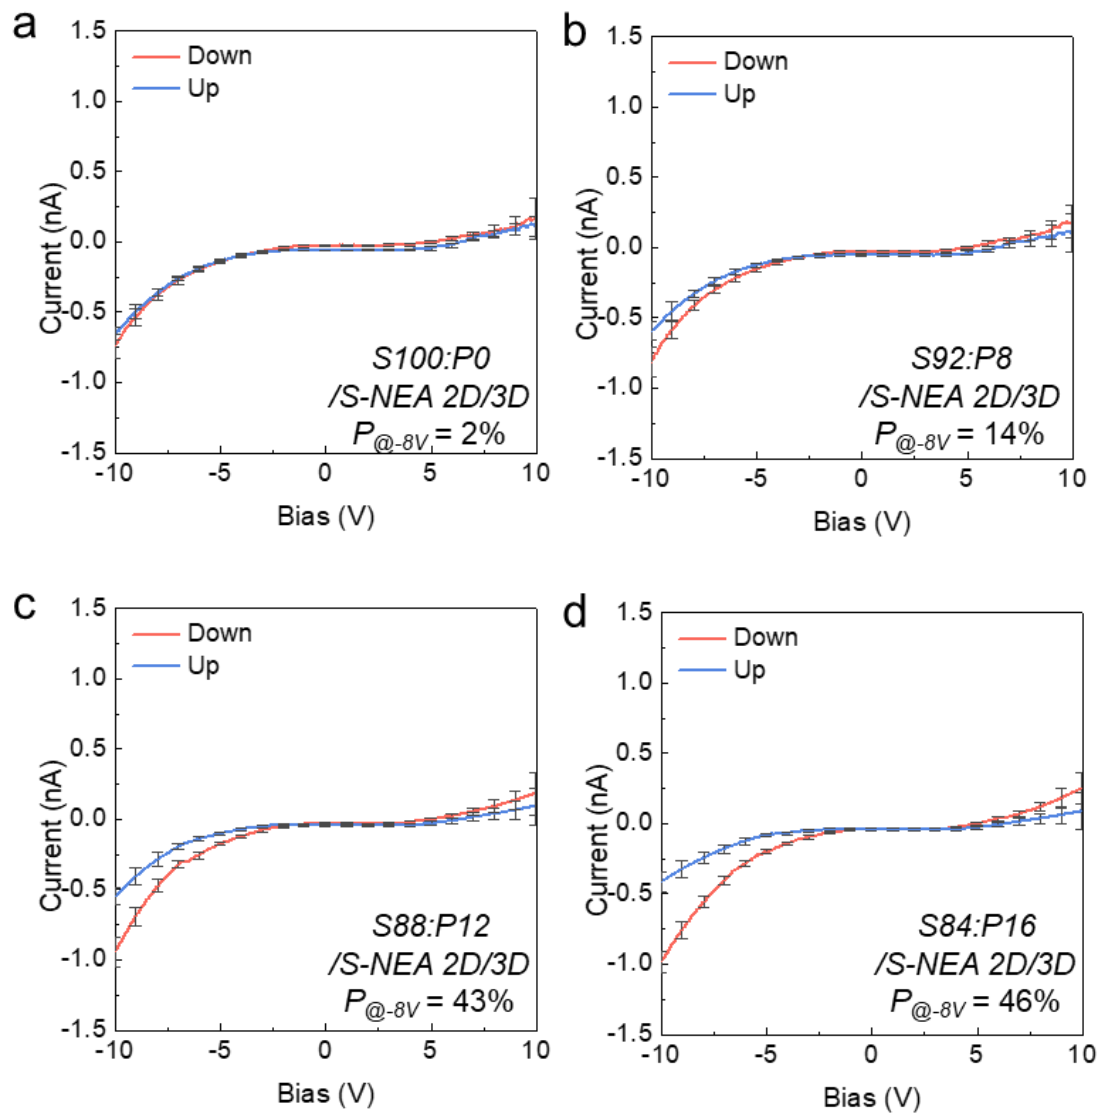 a
1.5
Down
Up
1.0
0.5
0.0
-0.5
-1.0
-1.5
Current (nA)
S100:P0
/S-NEA 2D/3D
P@-8V = 2%
-10
-5
0
5
10
Bias (V)
b
1.5
Down
Up
1.0
0.5
0.0
-0.5
-1.0
-1.5
Current (nA)
S92:P8
/S-NEA 2D/3D
P@-8V = 14%
-10
-5
0
5
10
Bias (V)
c
1.5
Down
Up
1.0
0.5
0.0
-0.5
-1.0
-1.5
Current (nA)
S88:P12
/S-NEA 2D/3D
P@-8V = 43%
-10
-5
0
5
10
Bias (V)
d
1.5
Down
Up
1.0
0.5
0.0
-0.5
-1.0
-1.5
Current (nA)
S84:P16
/S-NEA 2D/3D
P@-8V = 46%
-10
-5
0
5
10
Bias (V)